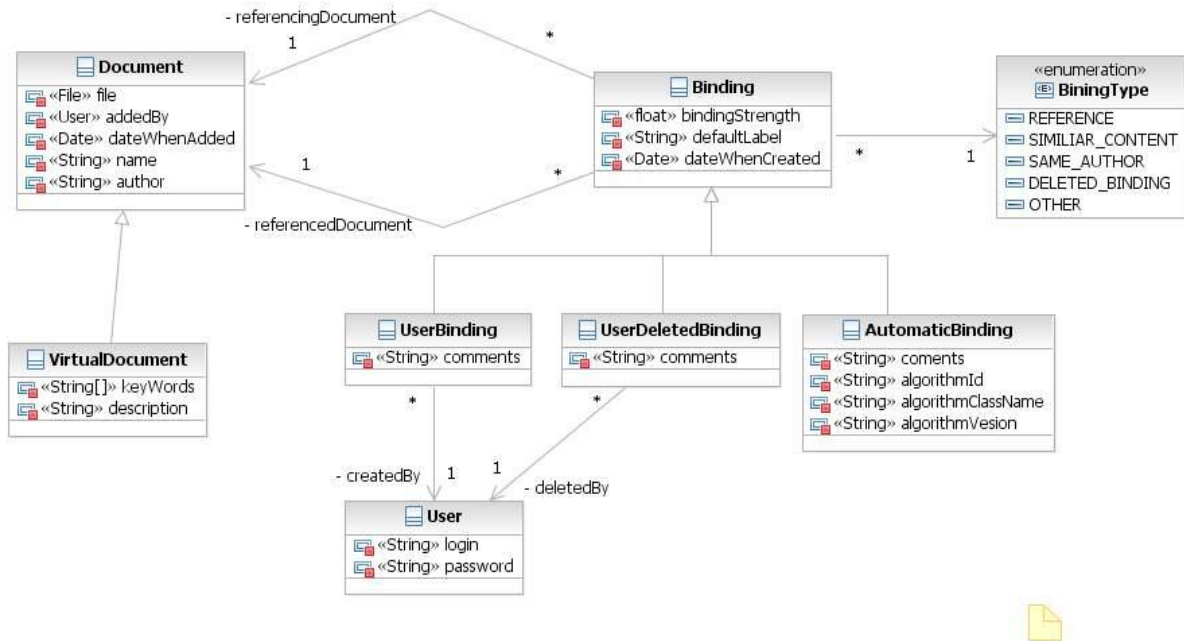 - referencingDocument
1
*
Document
«File» file
«User» addedBy
«Date» dateWhenAdded
«String» name
«String» author
1
*
- referencedDocument
Binding
«float» bindingStrength
«String» defaultLabel
«Date» dateWhenCreated
*
1
«enumeration»
BiningType
REFERENCE
SIMILIAR_CONTENT
SAME_AUTHOR
DELETED_BINDING
OTHER
VirtualDocument
«String[]» keyWords
«String» description
UserBinding
«String» comments
UserDeletedBinding
«String» comments
AutomaticBinding
«String» coments
«String» algorithmId
«String» algorithmClassName
«String» algorithmVesion
*
*
- createdBy
1
1
- deletedBy
User
«String» login
«String» password